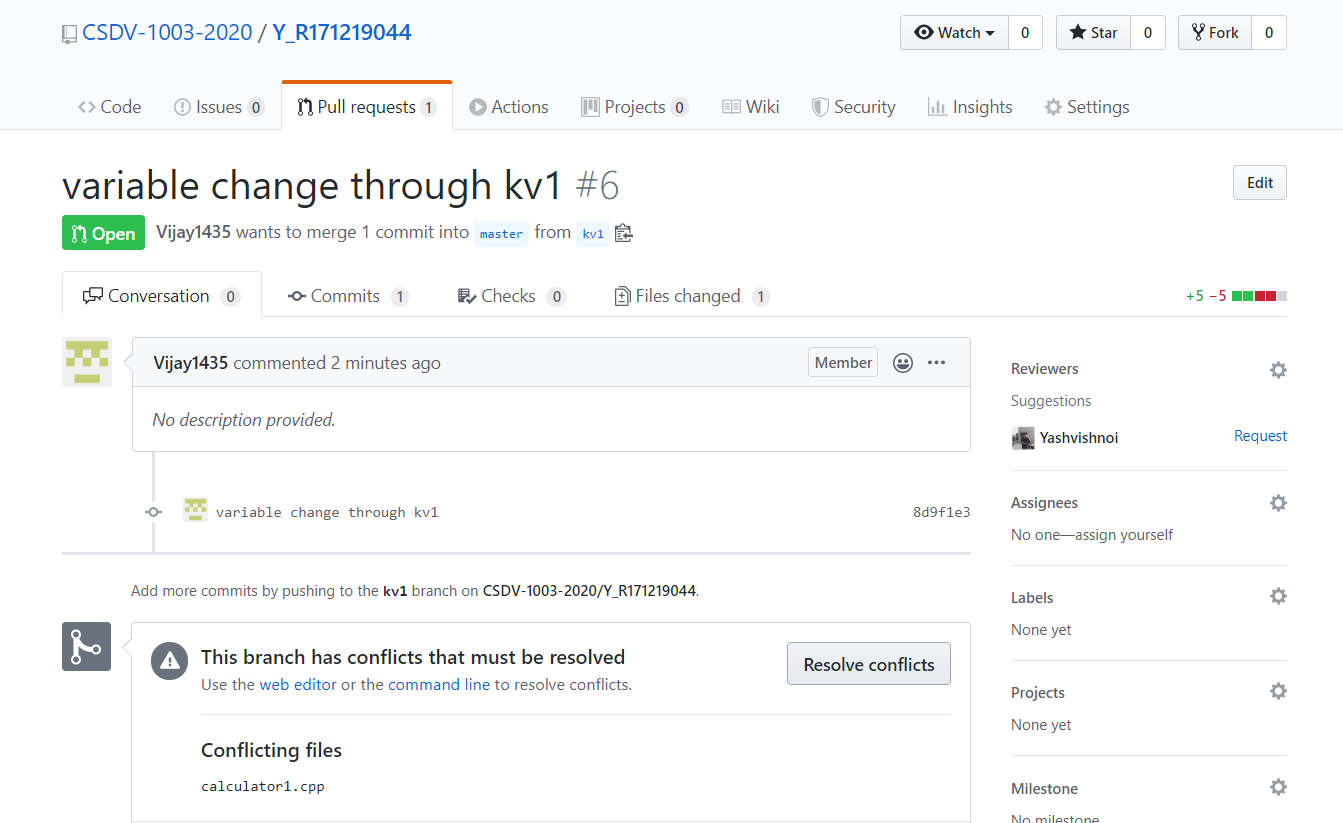 CSDV-1003-2020 / Y_R171219044
Watch 0 Star 0 Fork 0
Code Issues 0 Pull requests 1 Actions Projects 0 Wiki Security Insights Settings
variable change through kv1 #6
Edit
Open Vijay1435 wants to merge 1 commit into master from kv1
Conversation 0 Commits 1 Checks 0 Files changed 1 +5 −5
Vijay1435 commented 2 minutes ago Member
No description provided.
variable change through kv1 8d9f1e3
Add more commits by pushing to the kv1 branch on CSDV-1003-2020/Y_R171219044.
This branch has conflicts that must be resolved
Use the web editor or the command line to resolve conflicts.
Resolve conflicts
Conflicting files
calculator1.cpp
Reviewers
Suggestions
Yashvishnoi Request
Assignees
No one—assign yourself
Labels
None yet
Projects
None yet
Milestone
No milestone